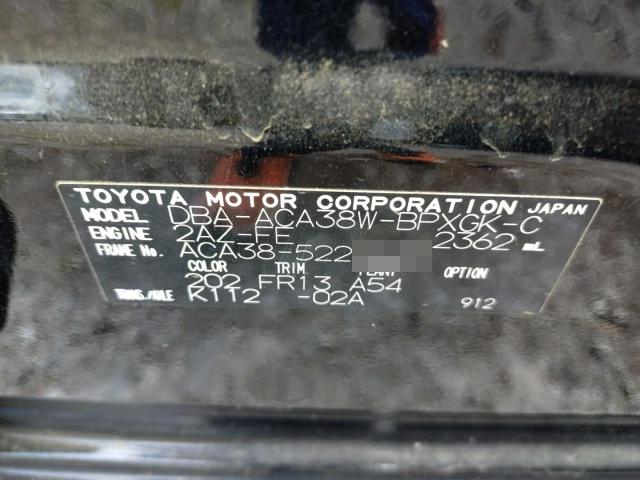 TOYOTA MOTOR CORPORATION JAPAN
MODEL DBA-ACA38W-BPXGK-C
ENGINE 2AZ-FE 2362 mL
FRAME No. ACA38-522
COLOR TRIM PLANT OPTION
202 FR13 A54
TRANS./AXLE K112 -02A 912